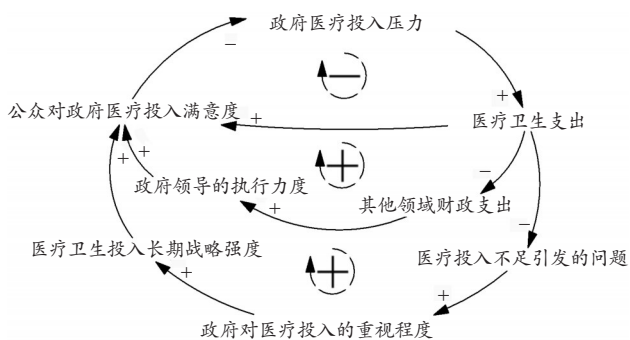 政府医疗投入压力
−
−
+
公众对政府医疗投入满意度
+
医疗卫生支出
+
+
+
−
政府领导的执行力度
+
其他领域财政支出
−
医疗卫生投入长期战略强度
医疗投入不足引发的问题
+
+
+
政府对医疗投入的重视程度